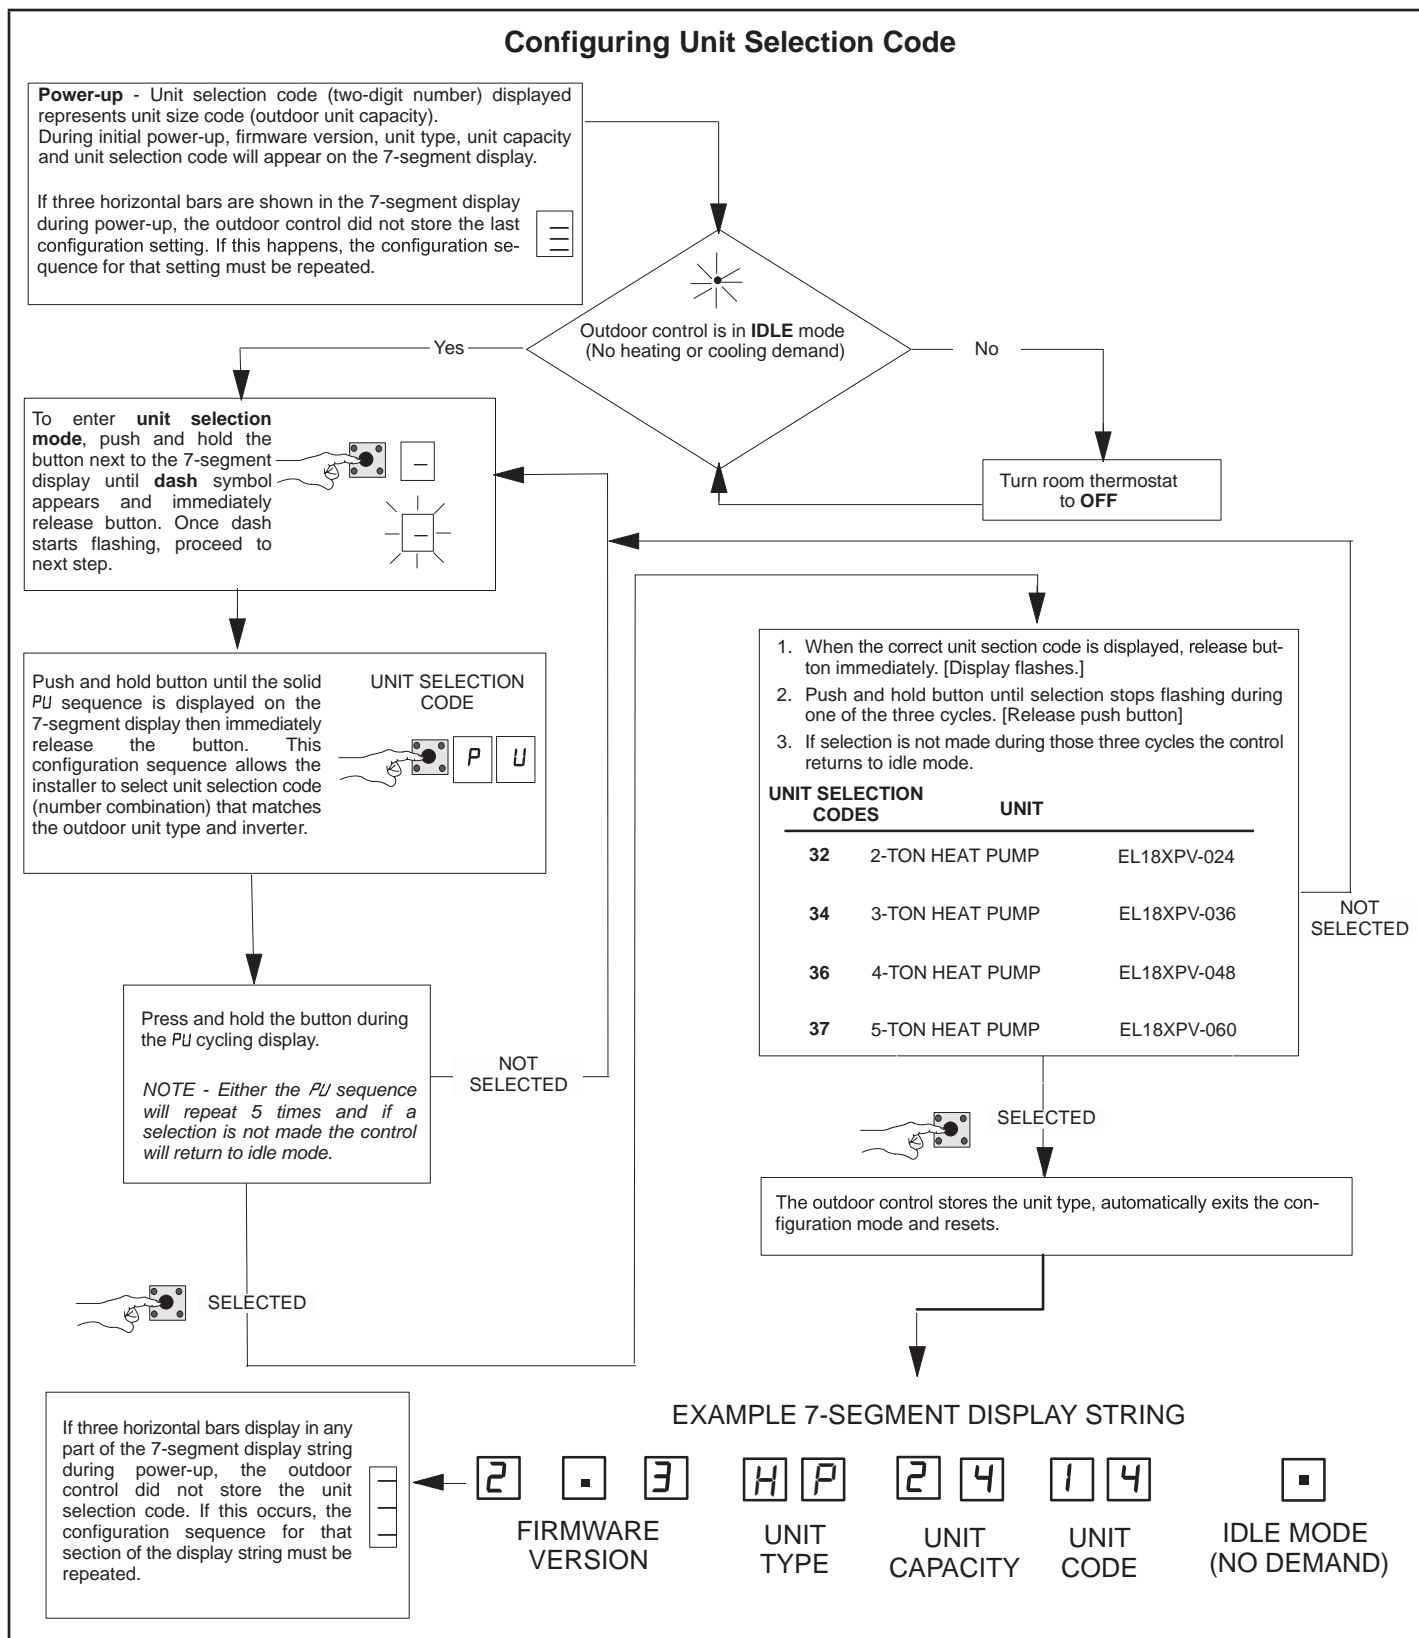 Configuring Unit Selection Code
Power-up - Unit selection code (two-digit number) displayed
represents unit size code (outdoor unit capacity).
During initial power-up, firmware version, unit type, unit capacity
and unit selection code will appear on the 7-segment display.
If three horizontal bars are shown in the 7-segment display
during power-up, the outdoor control did not store the last
configuration setting. If this happens, the configuration se-
quence for that setting must be repeated.
Outdoor control is in IDLE mode
(No heating or cooling demand)
Yes
No
To enter unit selection
mode, push and hold the
button next to the 7-segment
display until dash symbol
appears and immediately
release button. Once dash
starts flashing, proceed to
next step.
–
–
Turn room thermostat
to OFF
Push and hold button until the solid
PU sequence is displayed on the
7-segment display then immediately
release the button. This
configuration sequence allows the
installer to select unit selection code
(number combination) that matches
the outdoor unit type and inverter.
UNIT SELECTION
CODE
P U
1. When the correct unit section code is displayed, release but-
ton immediately. [Display flashes.]
2. Push and hold button until selection stops flashing during
one of the three cycles. [Release push button]
3. If selection is not made during those three cycles the control
returns to idle mode.
UNIT SELECTION
CODES UNIT
32 2-TON HEAT PUMP EL18XPV-024
34 3-TON HEAT PUMP EL18XPV-036
36 4-TON HEAT PUMP EL18XPV-048
37 5-TON HEAT PUMP EL18XPV-060
NOT
SELECTED
Press and hold the button during
the PU cycling display.
NOTE - Either the PU sequence
will repeat 5 times and if a
selection is not made the control
will return to idle mode.
NOT
SELECTED
SELECTED
The outdoor control stores the unit type, automatically exits the con-
figuration mode and resets.
SELECTED
EXAMPLE 7-SEGMENT DISPLAY STRING
If three horizontal bars display in any
part of the 7-segment display string
during power-up, the outdoor
control did not store the unit
selection code. If this occurs, the
configuration sequence for that
section of the display string must be
repeated.
2 . 3 H P 2 4 1 4 .
FIRMWARE
VERSION
UNIT
TYPE
UNIT
CAPACITY
UNIT
CODE
IDLE MODE
(NO DEMAND)